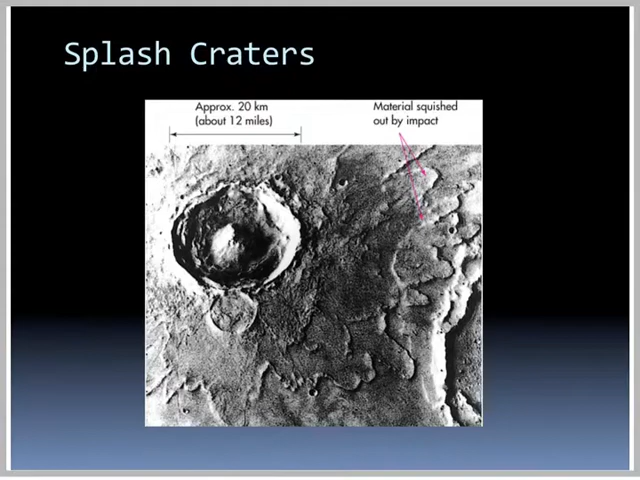 Splash Craters
Approx. 20 km
(about 12 miles)
Material squished
out by impact